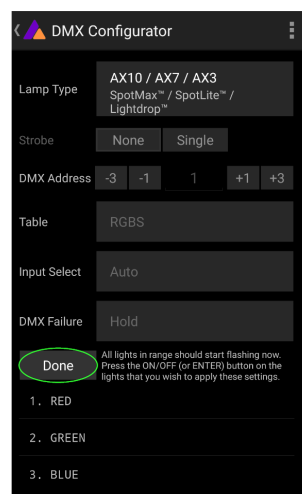 DMX Configurator
Lamp Type
AX10 / AX7 / AX3
SpotMax™ / SpotLite™ /
Lightdrop™
Strobe
None Single
DMX Address -3 -1 1 +1 +3
Table RGBS
Input Select Auto
DMX Failure Hold
Done
All lights in range should start flashing now.
Press the ON/OFF (or ENTER) button on the
lights that you wish to apply these settings.
1. RED
2. GREEN
3. BLUE